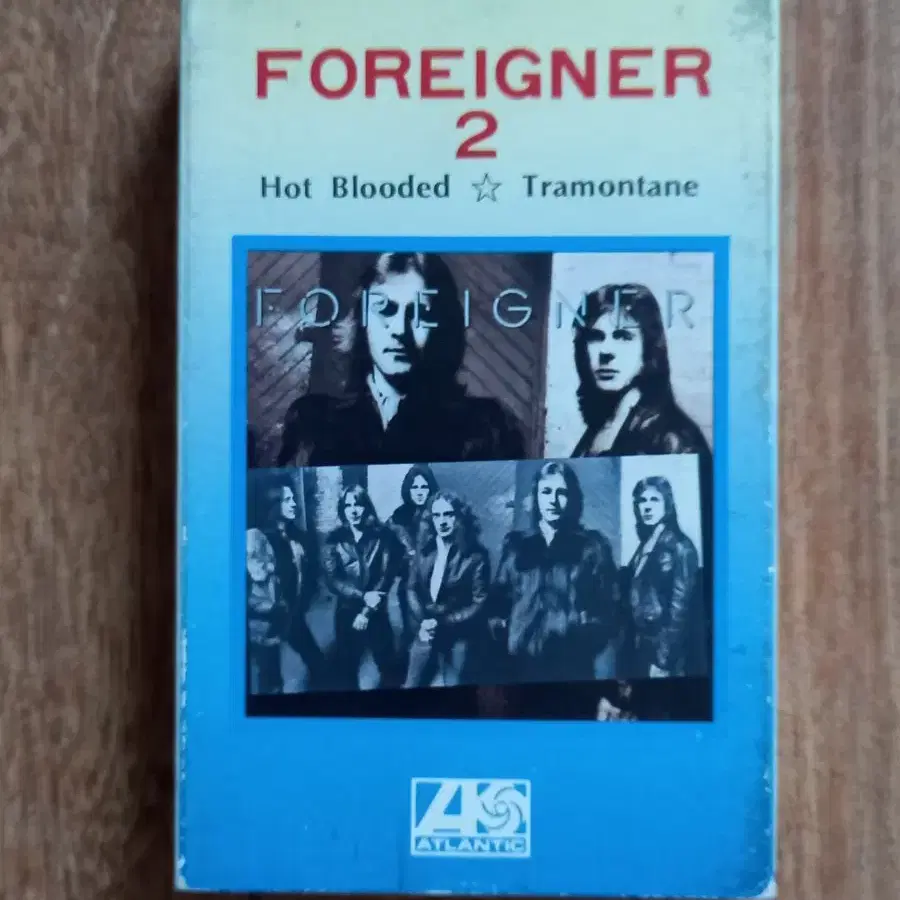 FOREIGNER
2
Hot Blooded ☆ Tramontane
FOREIGNER
ATLANTIC